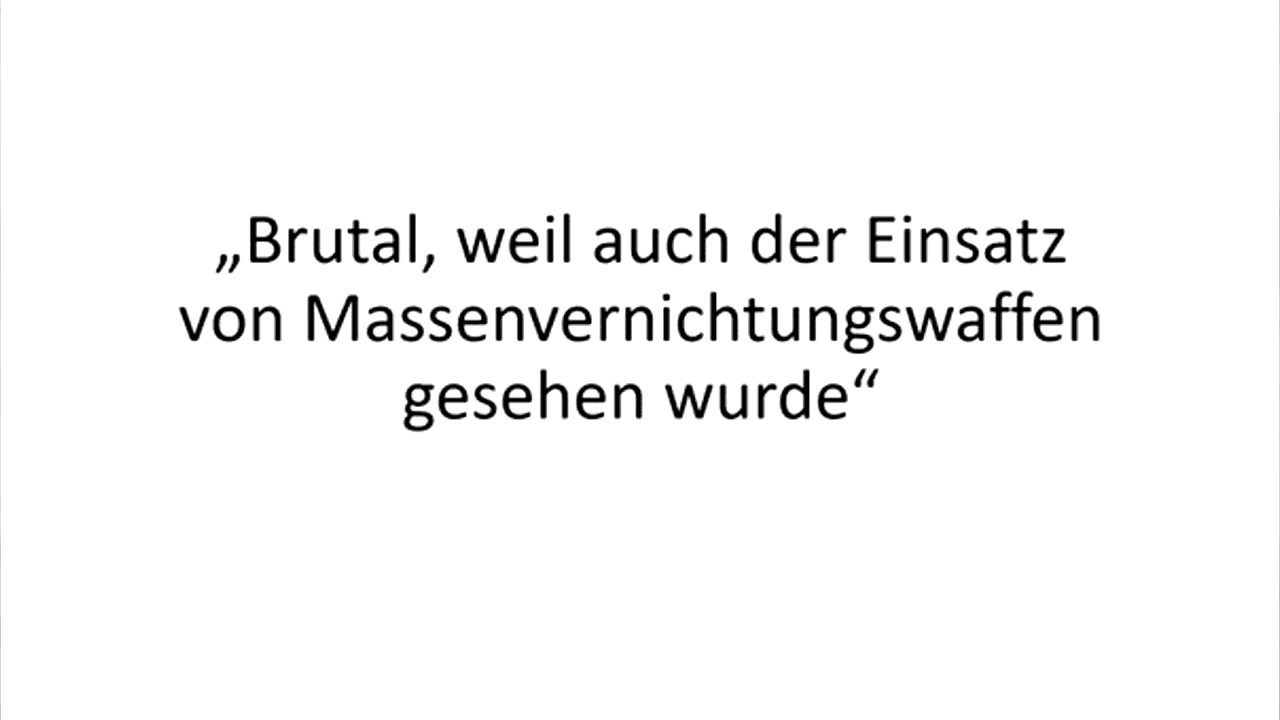 „Brutal, weil auch der Einsatz
von Massenvernichtungswaffen
gesehen wurde“